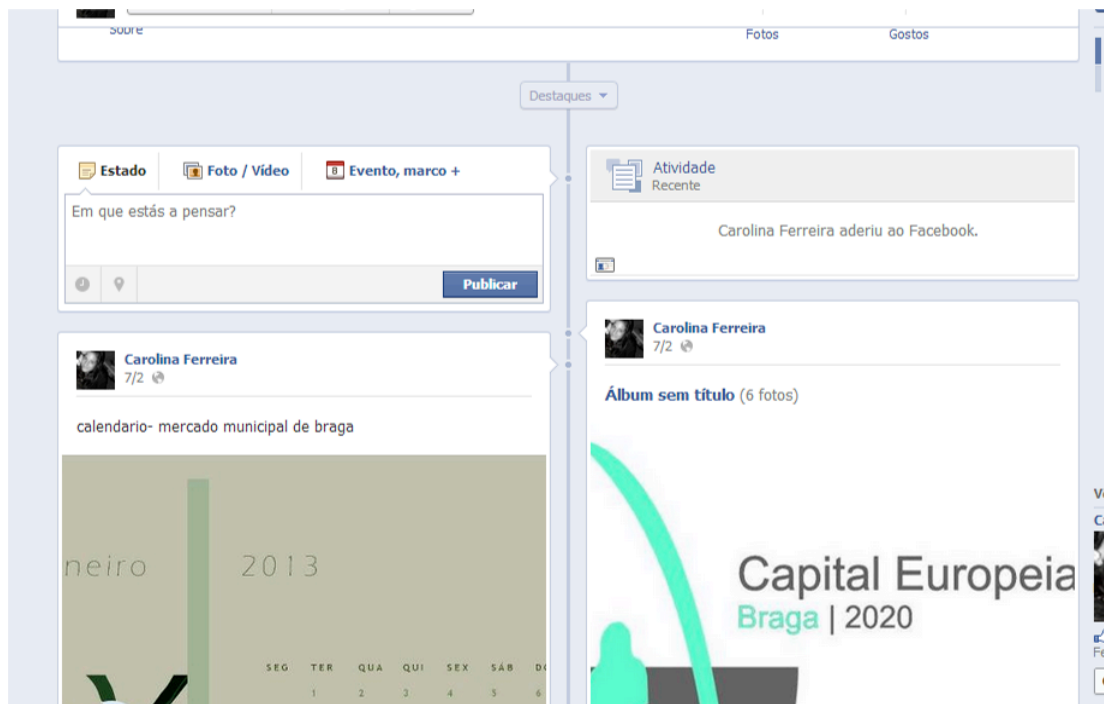 Sobre
Fotos
Gostos
Destaques
Estado
Foto / Vídeo
8
Evento, marco +
Em que estás a pensar?
Publicar
Carolina Ferreira
7/2
calendario- mercado municipal de braga
neiro 2013
SEG TER QUA QUI SEX SÁB DO
1 2 3 4 5 6
Atividade
Recente
Carolina Ferreira aderiu ao Facebook.
Carolina Ferreira
7/2
Álbum sem título (6 fotos)
Capital Europeia
Braga | 2020